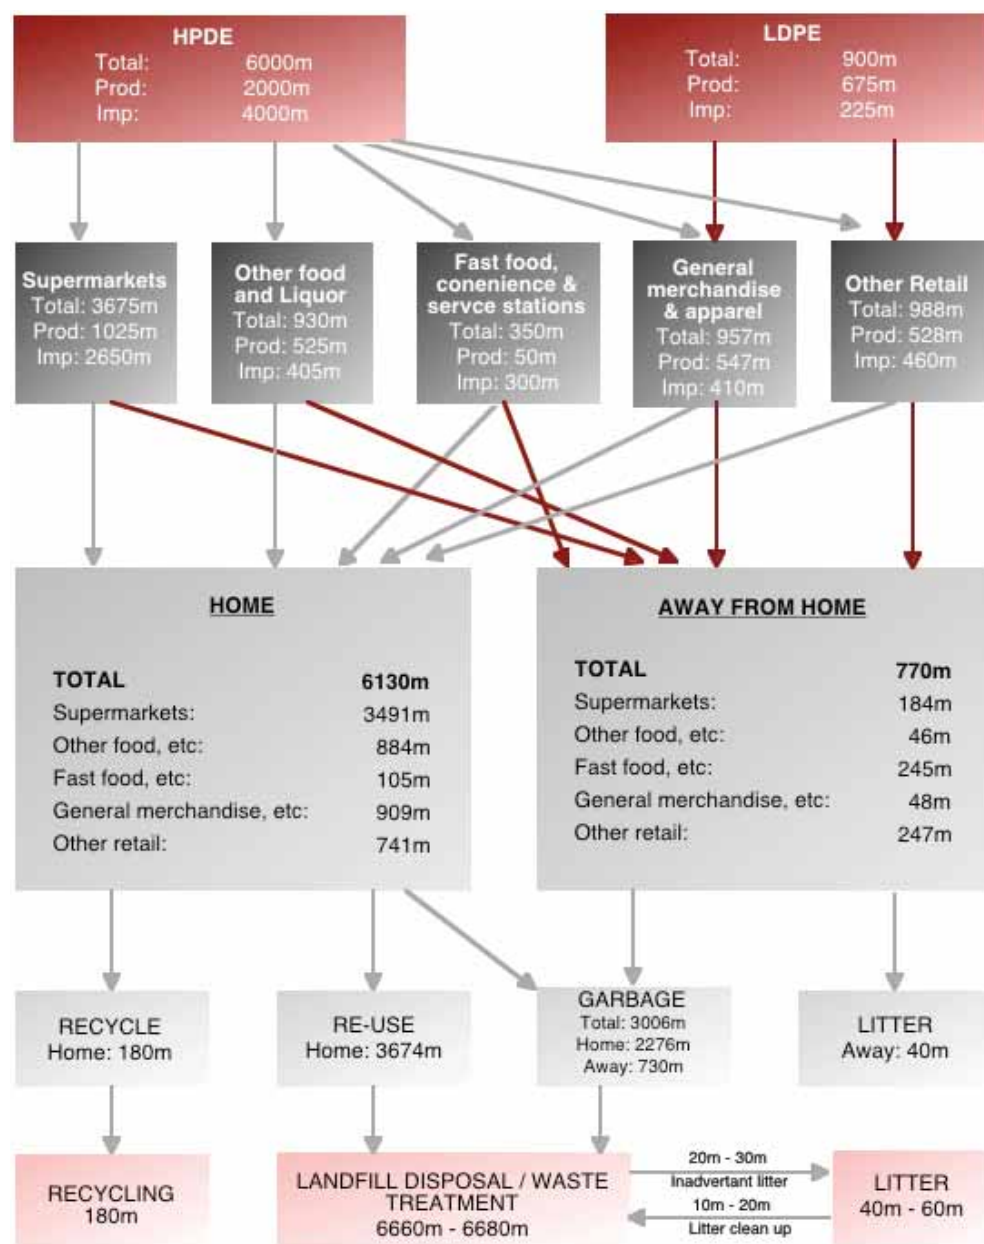 HPDE
Total: 6000m
Prod: 2000m
Imp: 4000m
LDPE
Total: 900m
Prod: 675m
Imp: 225m
Supermarkets
Total: 3675m
Prod: 1025m
Imp: 2650m
Other food
and Liquor
Total: 930m
Prod: 525m
Imp: 405m
Fast food,
conenience &
servce stations
Total: 350m
Prod: 50m
Imp: 300m
General
merchandise
& apparel
Total: 957m
Prod: 547m
Imp: 410m
Other Retail
Total: 988m
Prod: 528m
Imp: 460m
HOME
TOTAL 6130m
Supermarkets: 3491m
Other food, etc: 884m
Fast food, etc: 105m
General merchandise, etc: 909m
Other retail: 741m
AWAY FROM HOME
TOTAL 770m
Supermarkets: 184m
Other food, etc: 46m
Fast food, etc: 245m
General merchandise, etc: 48m
Other retail: 247m
RECYCLE
Home: 180m
RE-USE
Home: 3674m
GARBAGE
Total: 3006m
Home: 2276m
Away: 730m
LITTER
Away: 40m
RECYCLING
180m
LANDFILL DISPOSAL / WASTE
TREATMENT
6660m - 6680m
20m - 30m
Inadvertant litter
10m - 20m
Litter clean up
LITTER
40m - 60m